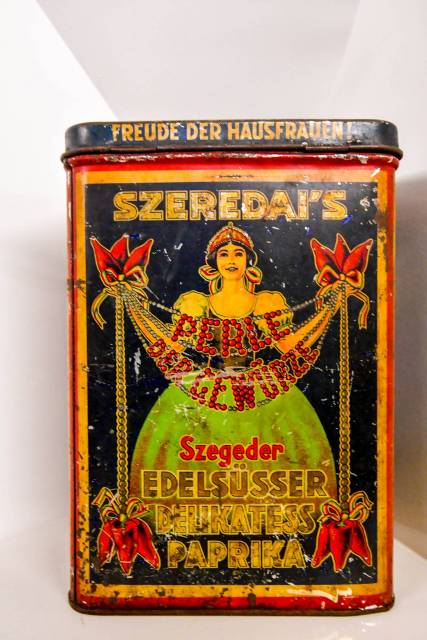 FREUDE DER HAUSFRAUEN!
SZEREDAI'S
PERLE
DER GEWÜRZE
Szegeder
EDELSÜSSER
DELIKATESS
PAPRIKA